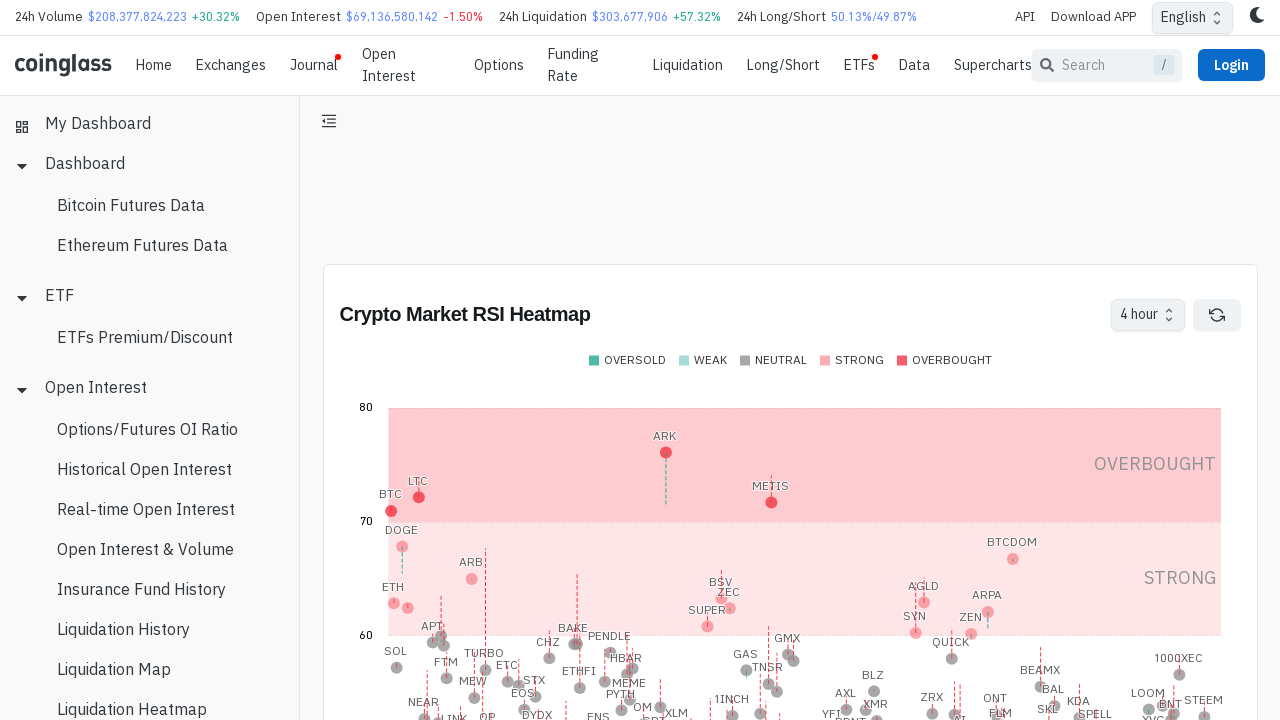 24h Volume $208,377,824,223 +30.32% Open Interest $69,136,580,142 -1.50% 24h Liquidation $303,677,906 +57.32% 24h Long/Short 50.13%/49.87% API Download APP English
coinglass Home Exchanges Journal Open Interest Options Funding Rate Liquidation Long/Short ETFs Data Supercharts Search / Login
My Dashboard
Dashboard
Bitcoin Futures Data
Ethereum Futures Data
ETF
ETFs Premium/Discount
Open Interest
Options/Futures OI Ratio
Historical Open Interest
Real-time Open Interest
Open Interest & Volume
Insurance Fund History
Liquidation History
Liquidation Map
Liquidation Heatmap
Crypto Market RSI Heatmap 4 hour
OVERSOLD WEAK NEUTRAL STRONG OVERBOUGHT
80
ARK
OVERBOUGHT
LTC
METIS
BTC
70
DOGE
BTCDOM
ARB
STRONG
BSV
ETH
AGLD
ZEC
ARPA
SUPER
SYN
ZEN
APT
BAKE
60
PENDLE
GMX
CHZ
QUICK
SOL
TURBO
GAS
HBAR
1000XEC
FTM
ETC
TNSR
ETHFI
BEAMX
BLZ
MEW
STX
MEME
BAL
EOS
PYTH
AXL
LOOM
ZRX
1INCH
ONT
STEEM
NEAR
KDA
OM
XMR
BNT
SKL
LINK
OP
DYDX
ENS
XLM
YFI
AI
FLM
SPELL